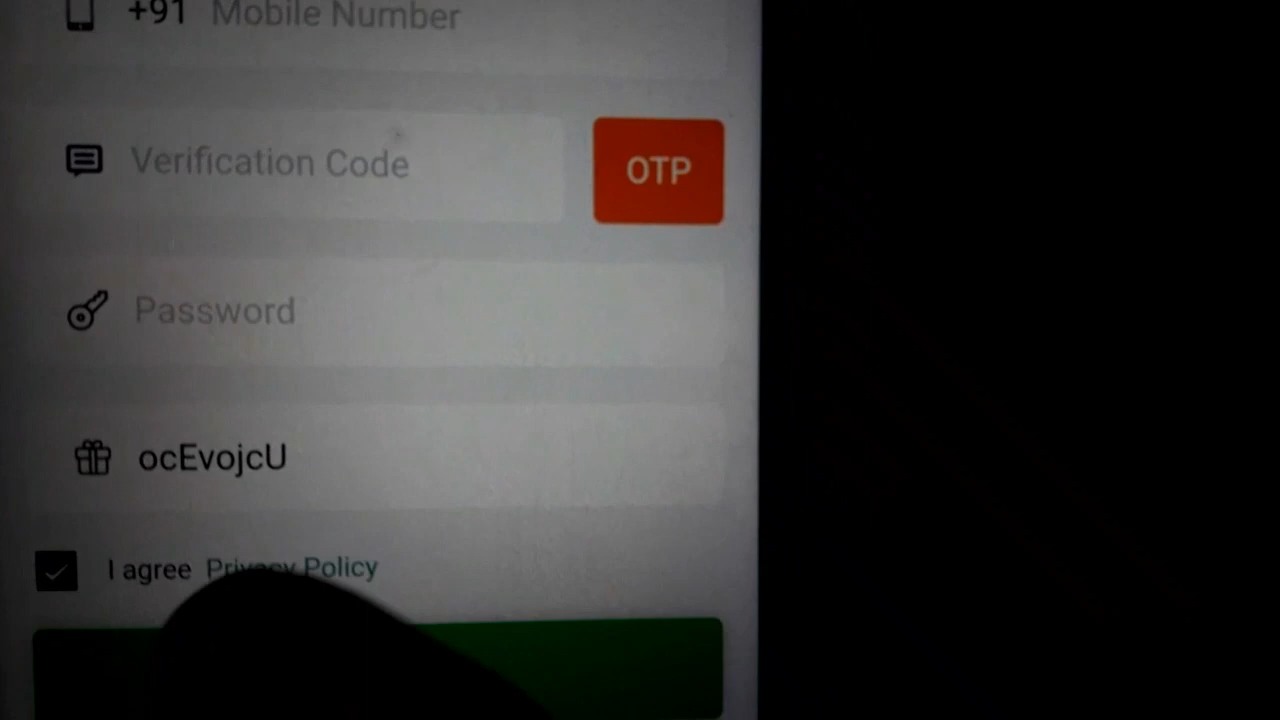 +91 Mobile Number
Verification Code
OTP
Password
ocEvojcU
I agree Privacy Policy